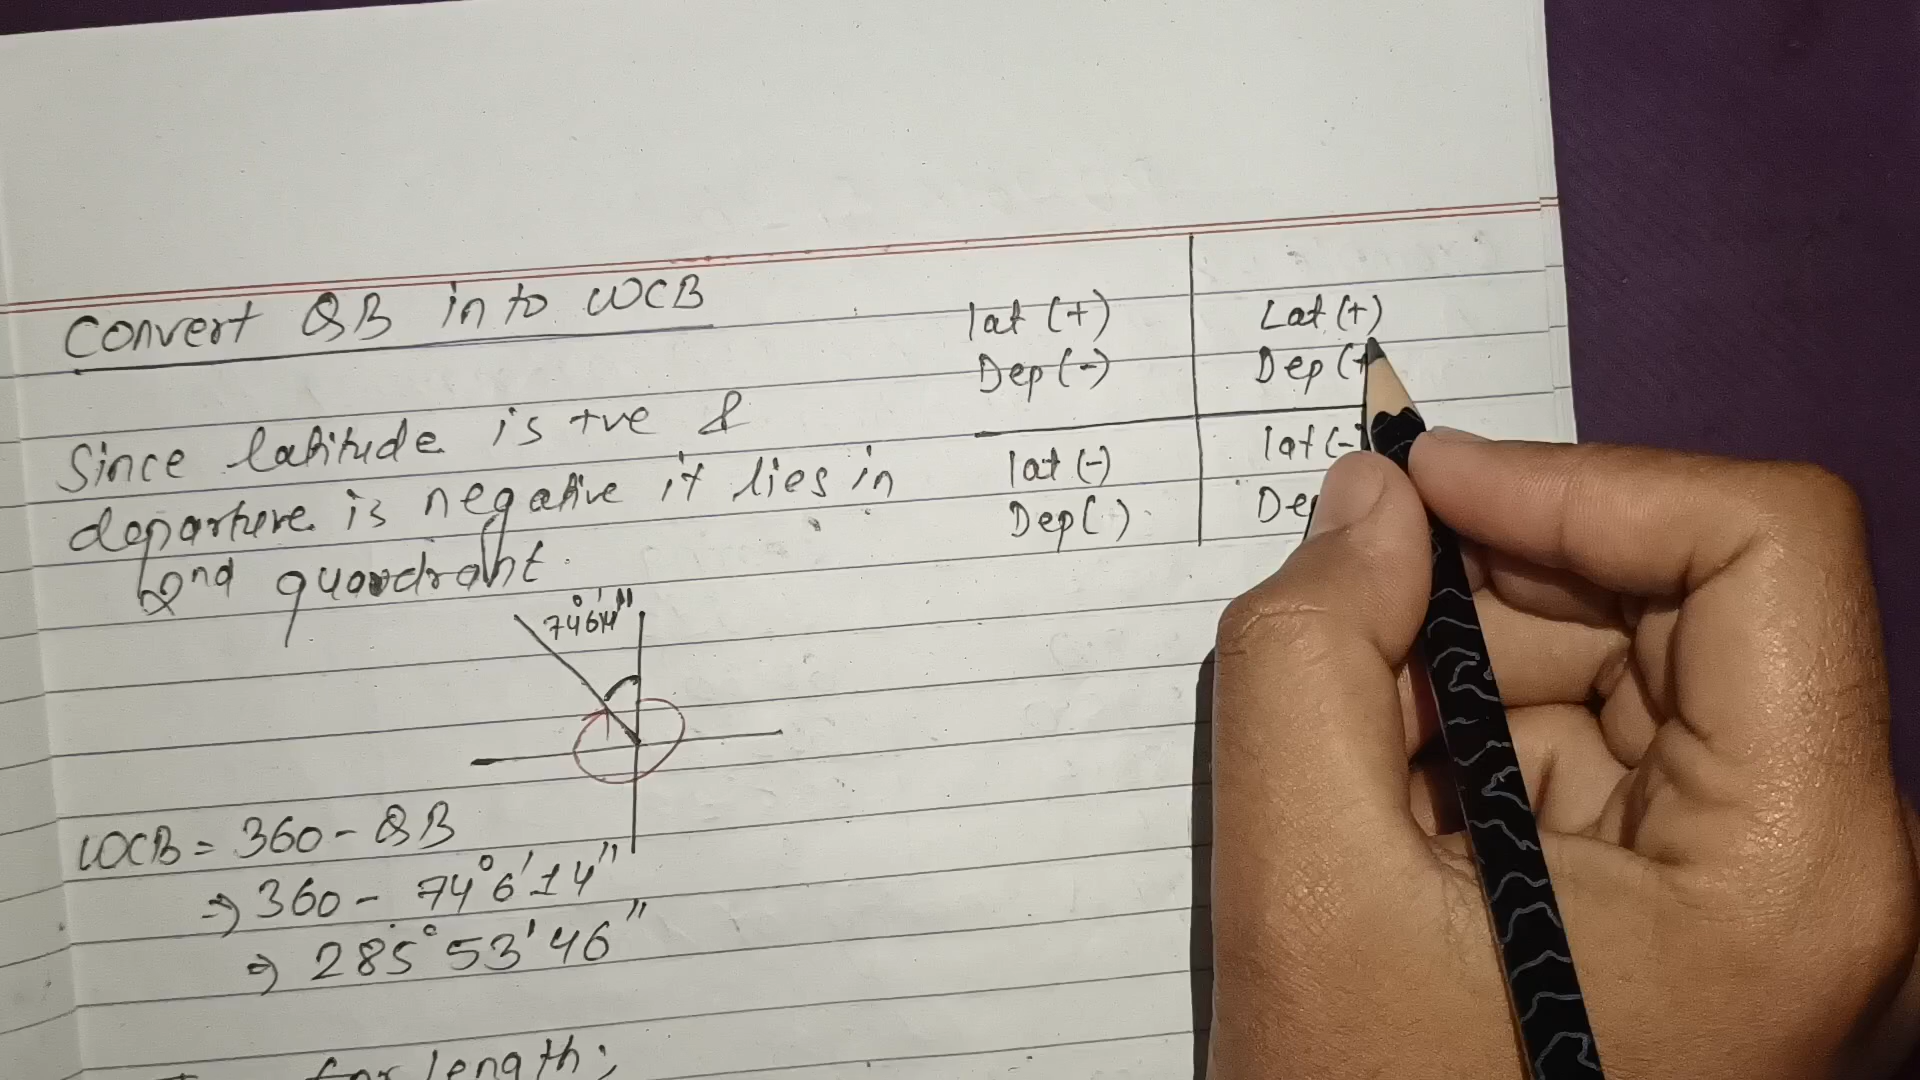 Convert QB in to WCB
Since latitude is +ve &
departure is negative it lies in
2nd quadrant.
lat (+)
Dep (-)
Lat (+)
Dep (+
lat (-)
Dep ( )
lat (-)
Dep
74°6'14"
WCB = 360 - QB
⇒ 360 - 74°6'14"
⇒ 285°53'46"
for length;